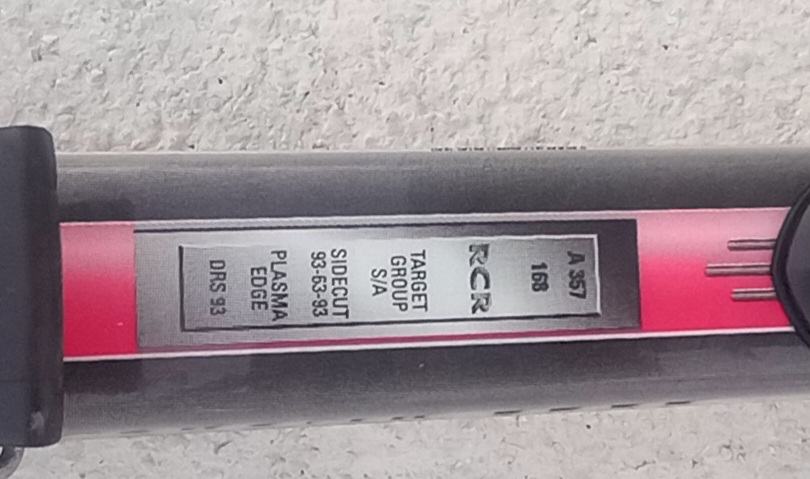 A 357
168
RCR
TARGET
GROUP
S/A
SIDECUT
93-63-93
PLASMA
EDGE
DRS 93